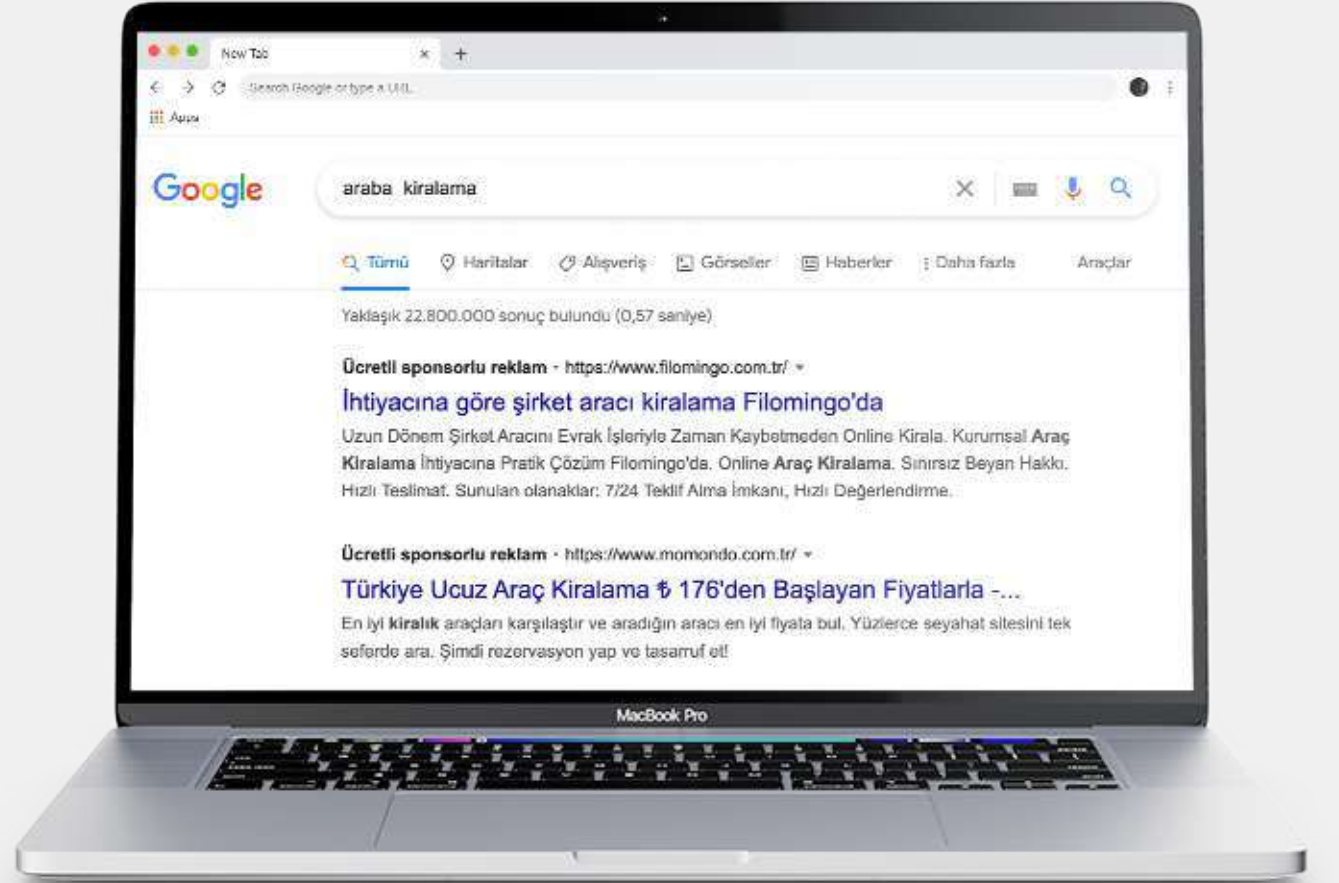 New Tab
Search Google or type a URL
Apps
Google
araba kiralama
Tümü Haritalar Alışveriş Görseller Haberler Daha fazla Araçlar
Yaklaşık 22.800.000 sonuç bulundu (0,57 saniye)
Ücretli sponsorlu reklam · https://www.filomingo.com.tr/
İhtiyacına göre şirket aracı kiralama Filomingo'da
Uzun Dönem Şirket Aracını Evrak İşleriyle Zaman Kaybetmeden Online Kirala. Kurumsal Araç
Kiralama İhtiyacına Pratik Çözüm Filomingo'da. Online Araç Kiralama. Sınırsız Beyan Hakkı.
Hızlı Teslimat. Sunulan olanaklar: 7/24 Teklif Alma İmkanı, Hızlı Değerlendirme.
Ücretli sponsorlu reklam · https://www.momondo.com.tr/
Türkiye Ucuz Araç Kiralama ₺ 176'den Başlayan Fiyatlarla -...
En iyi kiralık araçları karşılaştır ve aradığın aracı en iyi fiyata bul. Yüzlerce seyahat sitesini tek
seferde ara. Şimdi rezervasyon yap ve tasarruf et!
MacBook Pro